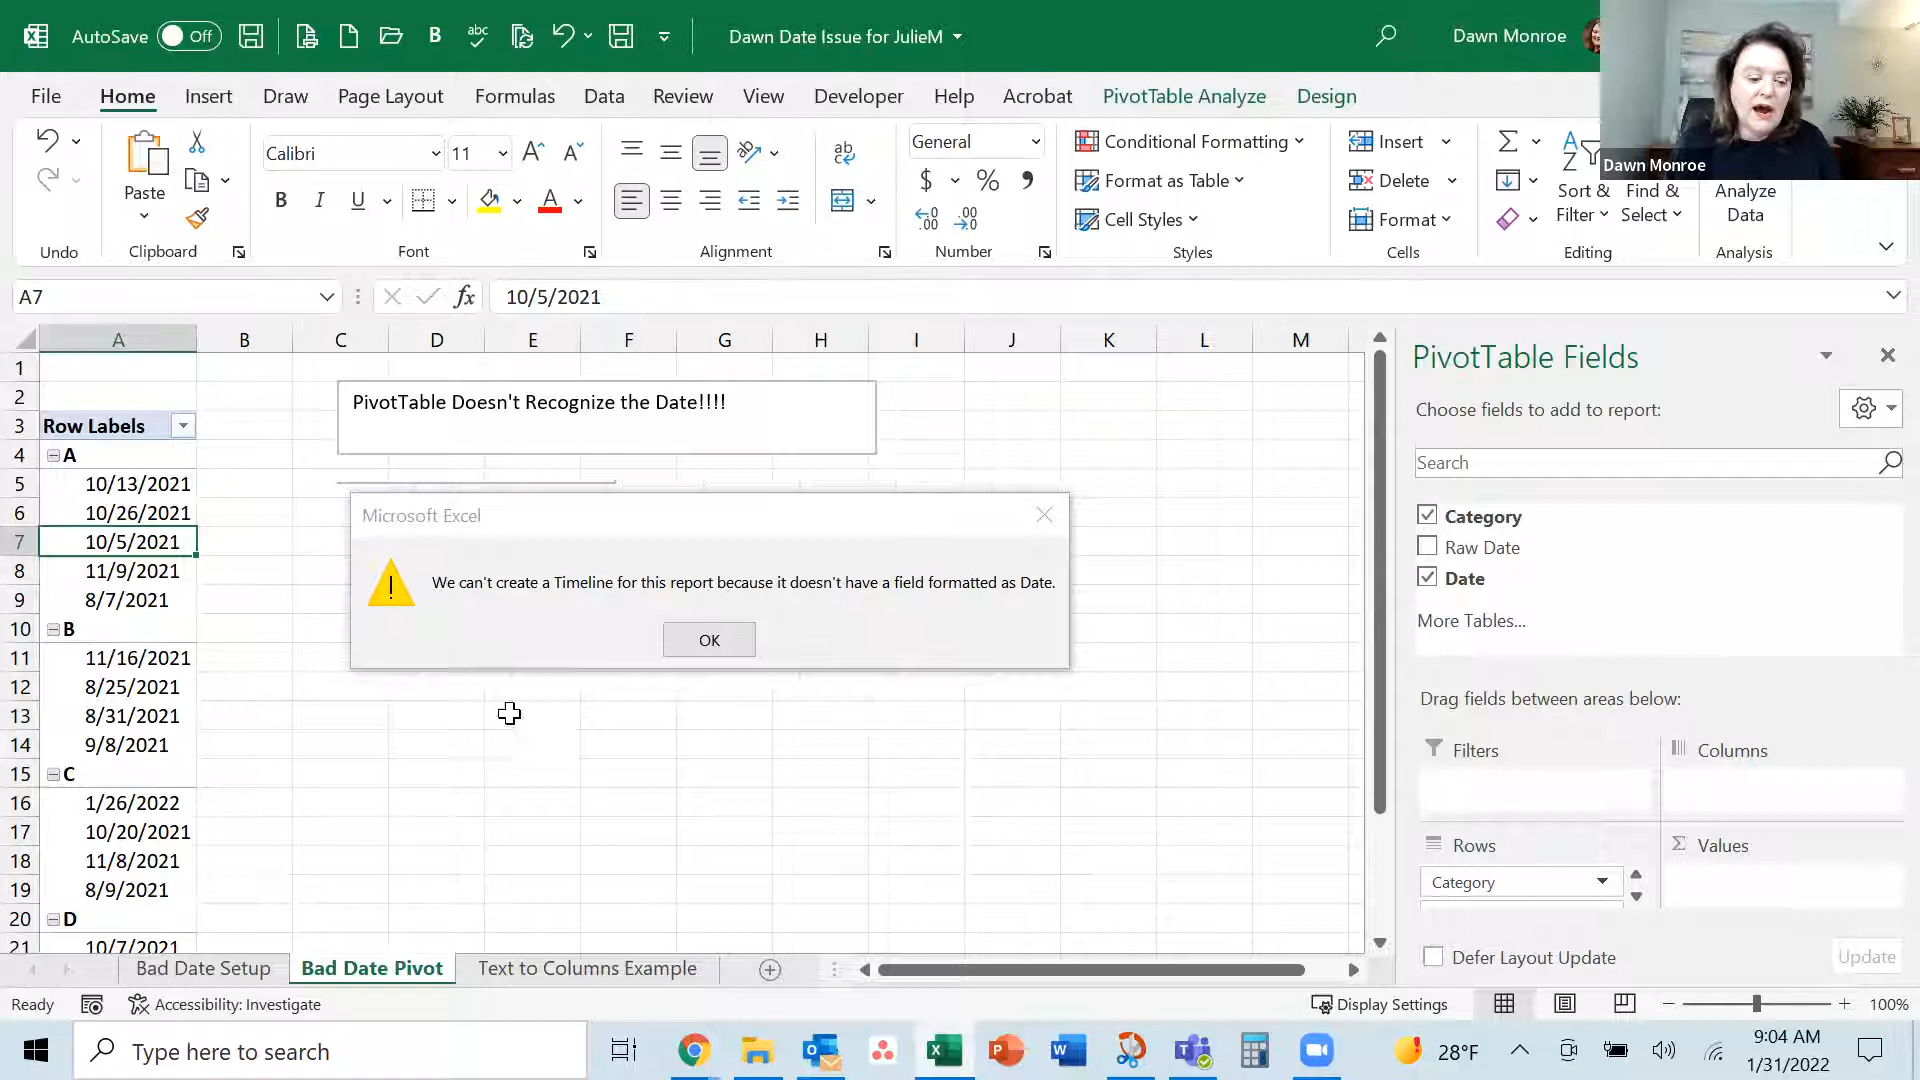 AutoSave Off Dawn Date Issue for JulieM Dawn Monroe
File Home Insert Draw Page Layout Formulas Data Review View Developer Help Acrobat PivotTable Analyze Design
Dawn Monroe
Paste
Calibri 11
B I U
ab
General
$ % 9
Conditional Formatting
Format as Table
Cell Styles
Insert
Delete
Format
Sort & Filter
Find & Select
Analyze Data
Undo Clipboard Font Alignment Number Styles Cells Editing Analysis
A7 fx 10/5/2021
A B C D E F G H I J K L M
1
2
3 Row Labels
4 A
5 10/13/2021
6 10/26/2021
7 10/5/2021
8 11/9/2021
9 8/7/2021
10 B
11 11/16/2021
12 8/25/2021
13 8/31/2021
14 9/8/2021
15 C
16 1/26/2022
17 10/20/2021
18 11/8/2021
19 8/9/2021
20 D
21 10/7/2021
PivotTable Doesn't Recognize the Date!!!!
Microsoft Excel
We can't create a Timeline for this report because it doesn't have a field formatted as Date.
OK
PivotTable Fields
Choose fields to add to report:
Search
Category
Raw Date
Date
More Tables...
Drag fields between areas below:
Filters Columns
Rows Values
Category
Defer Layout Update Update
Bad Date Setup Bad Date Pivot Text to Columns Example
Ready Accessibility: Investigate Display Settings 100%
Type here to search 28°F 9:04 AM
1/31/2022